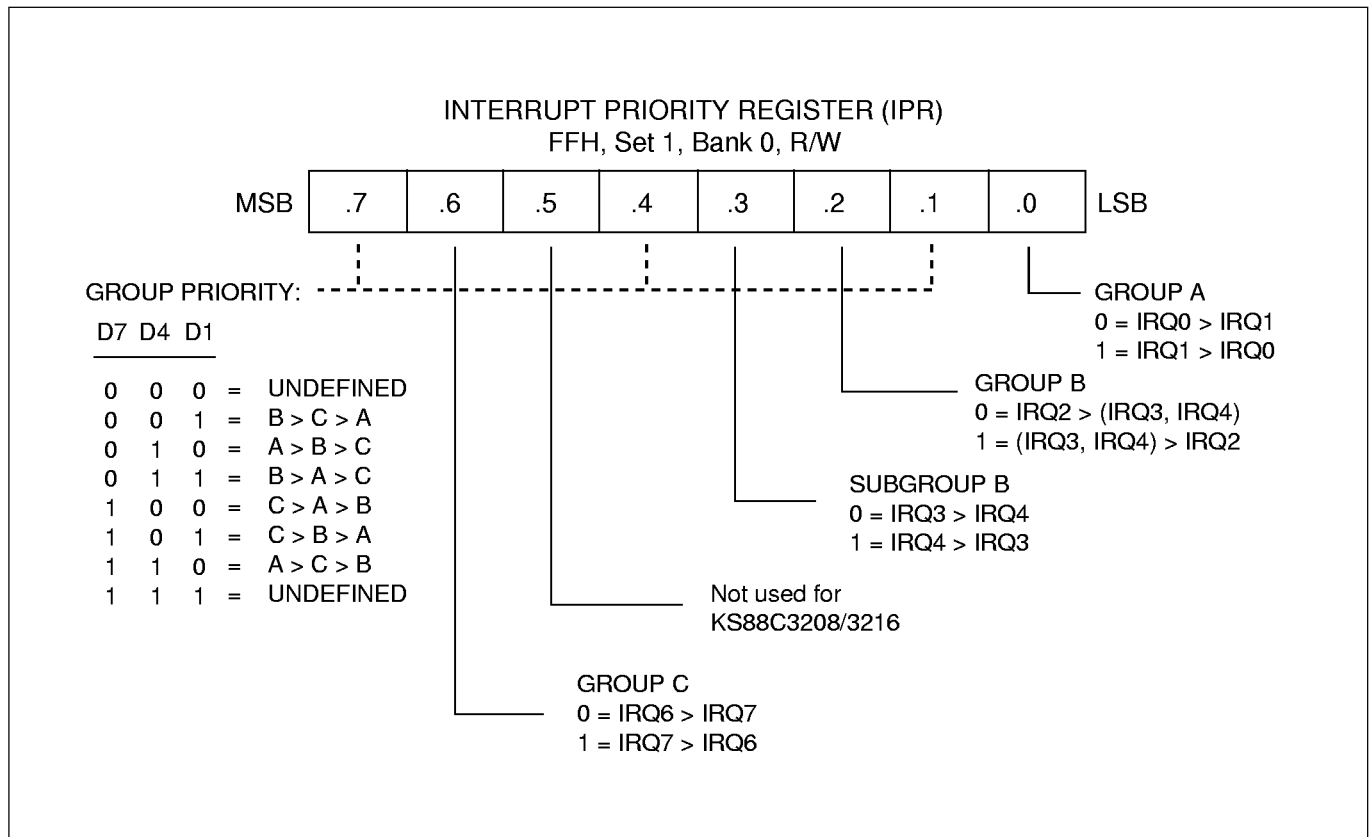 INTERRUPT PRIORITY REGISTER (IPR)
FFH, Set 1, Bank 0, R/W
MSB .7 .6 .5 .4 .3 .2 .1 .0 LSB
GROUP PRIORITY:
D7 D4 D1
0 0 0 = UNDEFINED
0 0 1 = B > C > A
0 1 0 = A > B > C
0 1 1 = B > A > C
1 0 0 = C > A > B
1 0 1 = C > B > A
1 1 0 = A > C > B
1 1 1 = UNDEFINED
GROUP A
0 = IRQ0 > IRQ1
1 = IRQ1 > IRQ0
GROUP B
0 = IRQ2 > (IRQ3, IRQ4)
1 = (IRQ3, IRQ4) > IRQ2
SUBGROUP B
0 = IRQ3 > IRQ4
1 = IRQ4 > IRQ3
Not used for
KS88C3208/3216
GROUP C
0 = IRQ6 > IRQ7
1 = IRQ7 > IRQ6